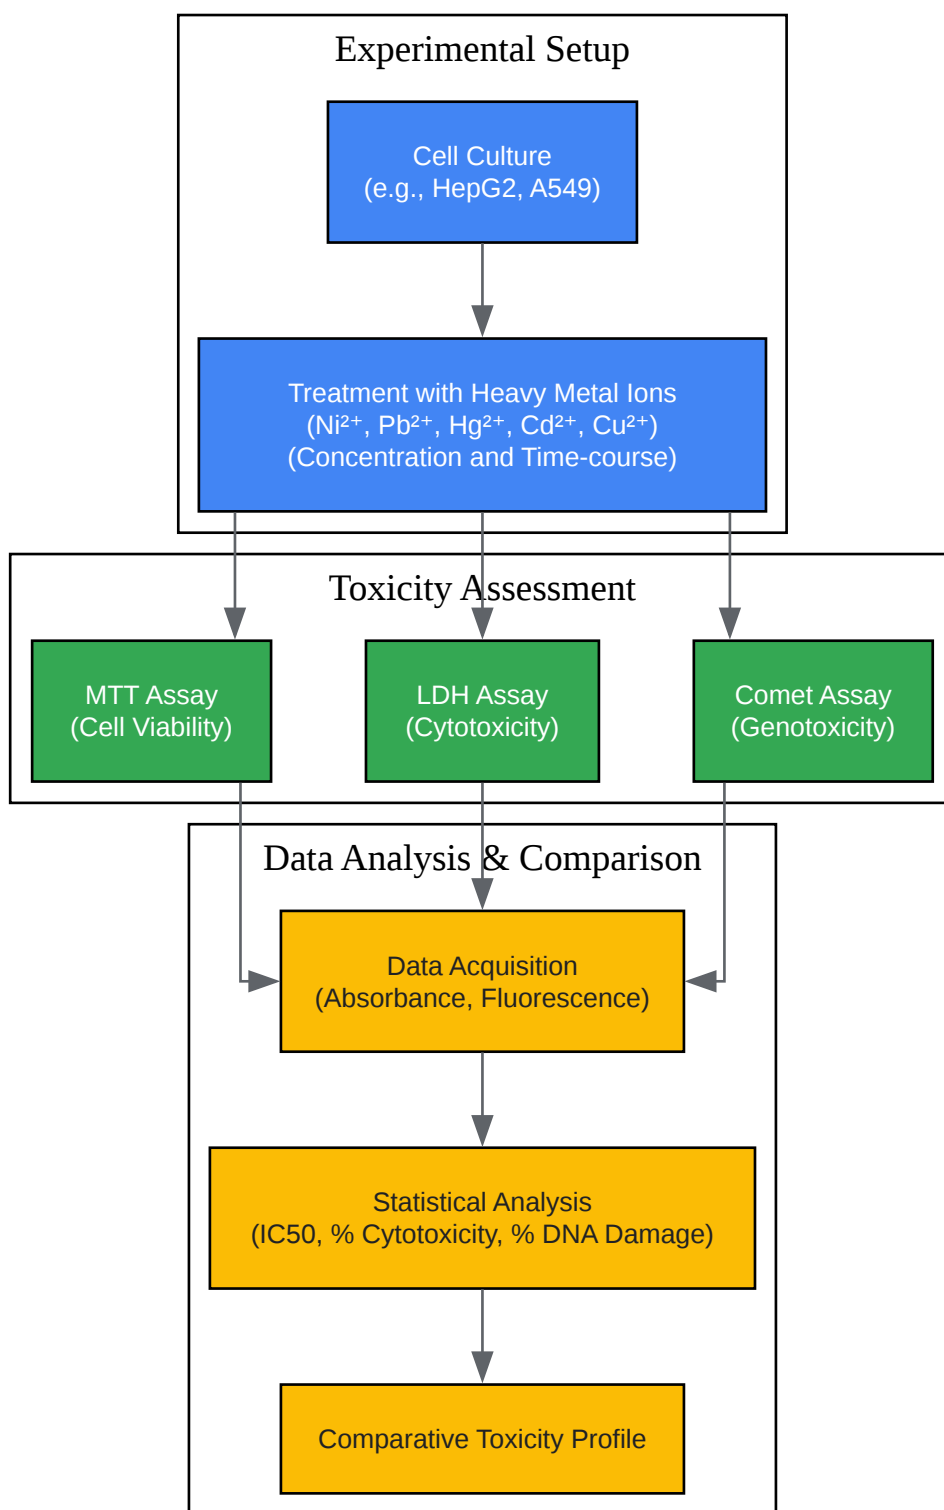 Experimental Setup
Cell Culture
(e.g., HepG2, A549)
Treatment with Heavy Metal Ions
(Ni²⁺, Pb²⁺, Hg²⁺, Cd²⁺, Cu²⁺)
(Concentration and Time-course)
Toxicity Assessment
MTT Assay
(Cell Viability)
LDH Assay
(Cytotoxicity)
Comet Assay
(Genotoxicity)
Data Analysis & Comparison
Data Acquisition
(Absorbance, Fluorescence)
Statistical Analysis
(IC50, % Cytotoxicity, % DNA Damage)
Comparative Toxicity Profile